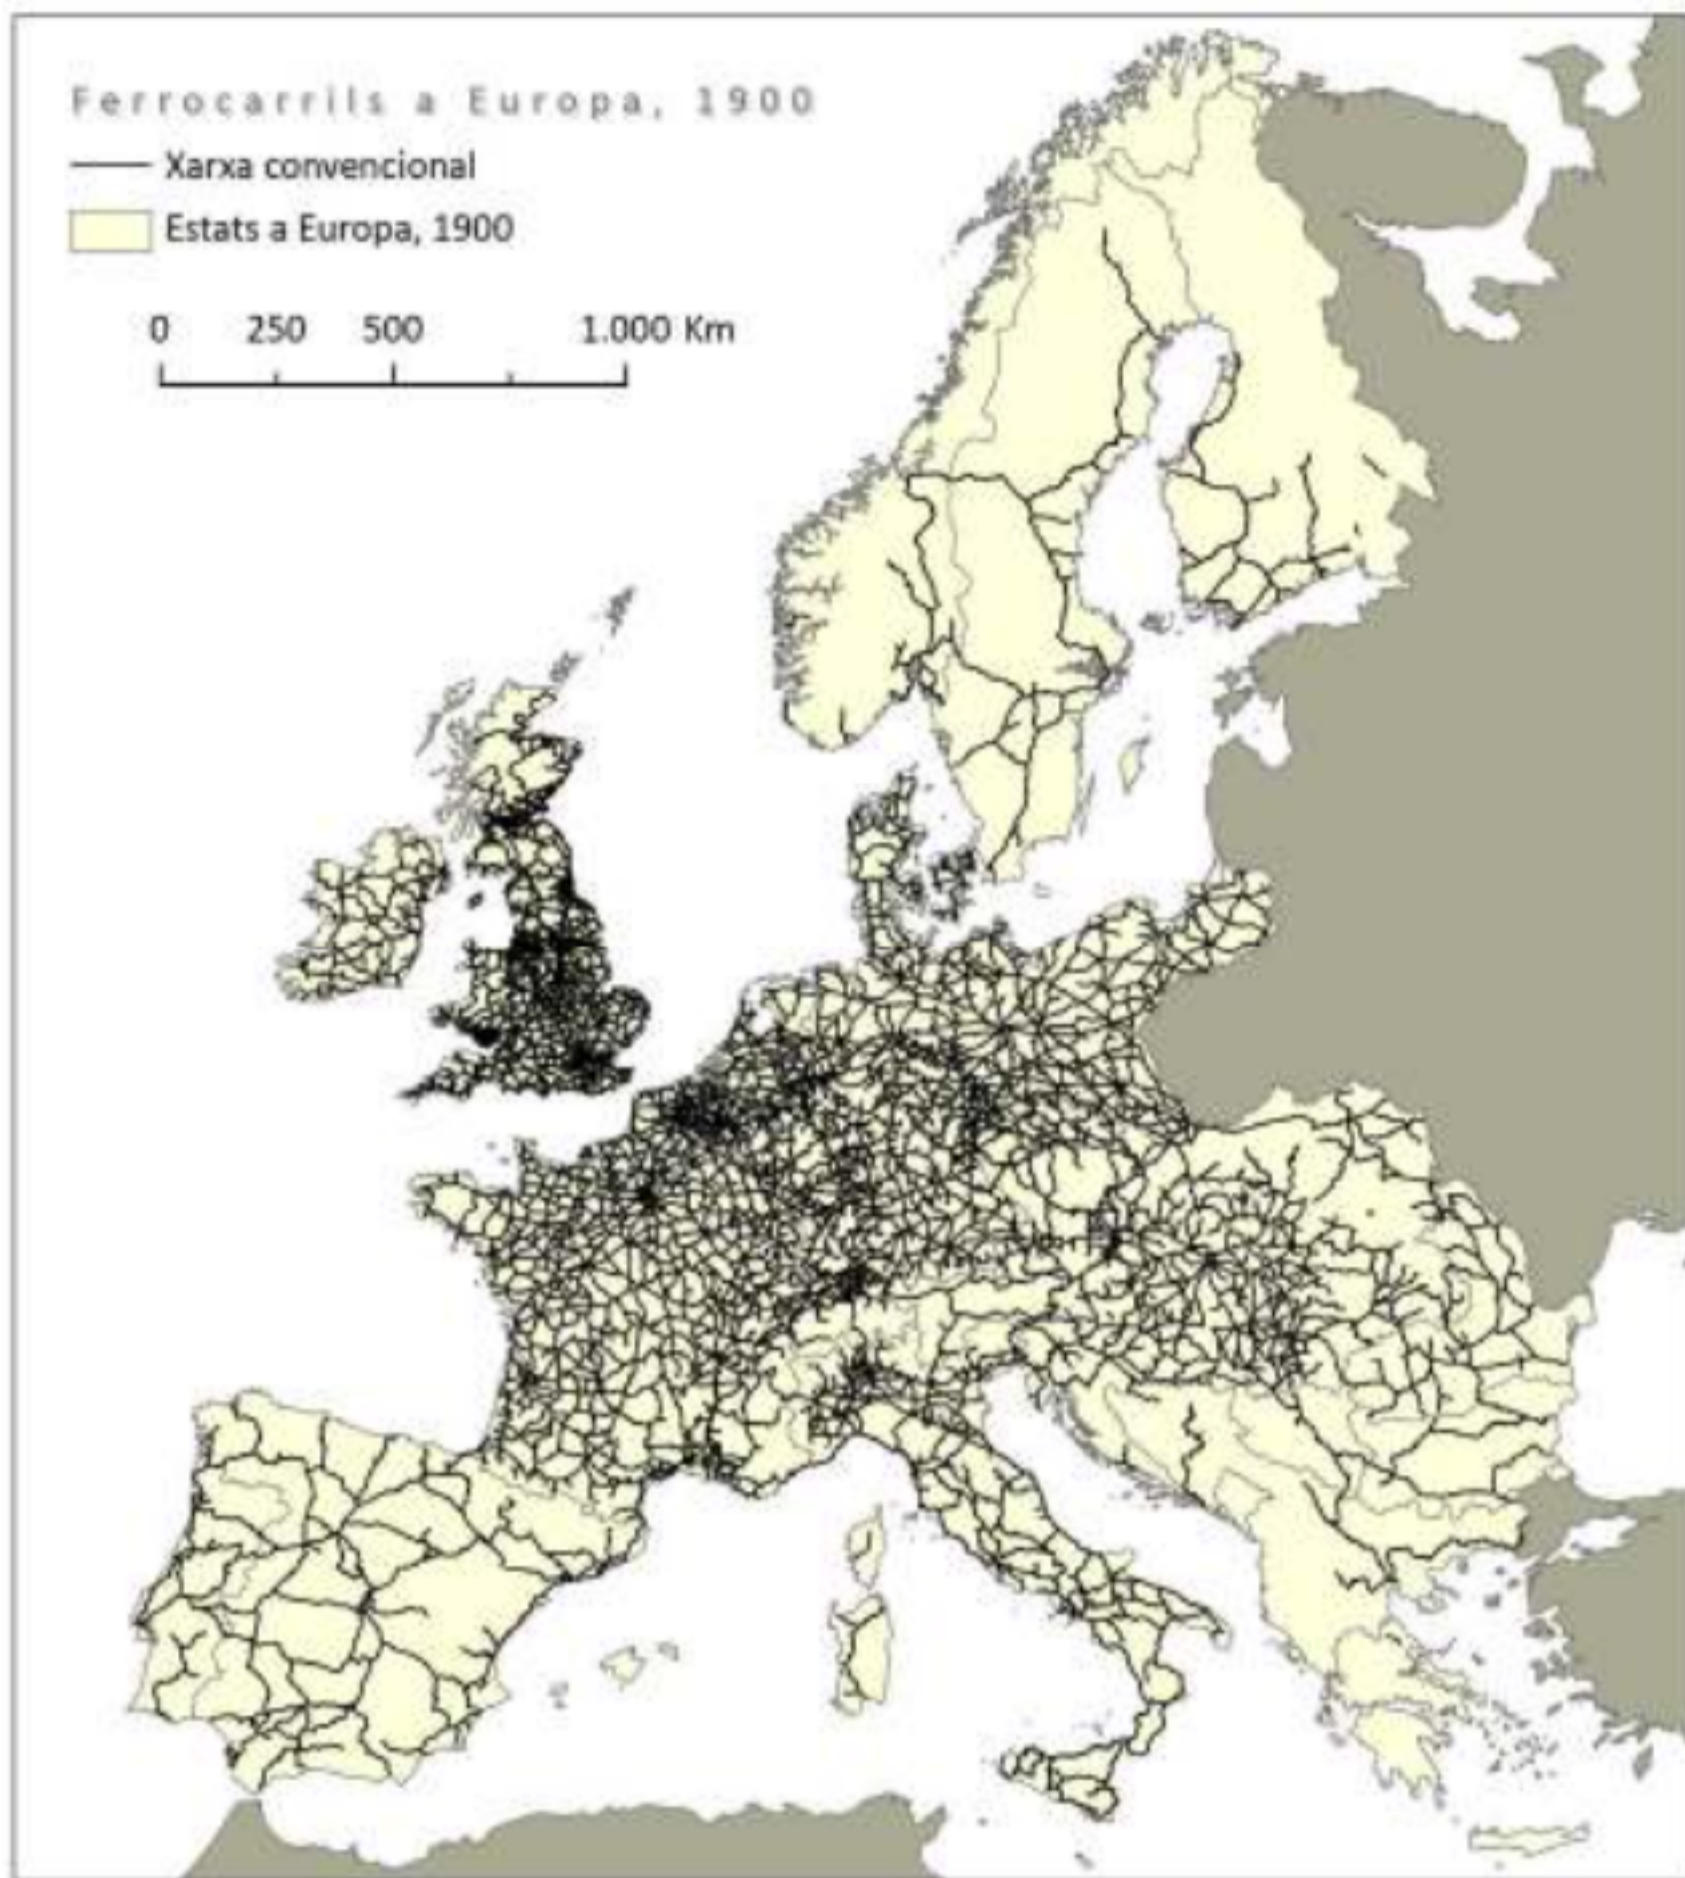 Ferrocarrils a Europa, 1900
Xarxa convencional
Estats a Europa, 1900
0 250 500 1.000 Km